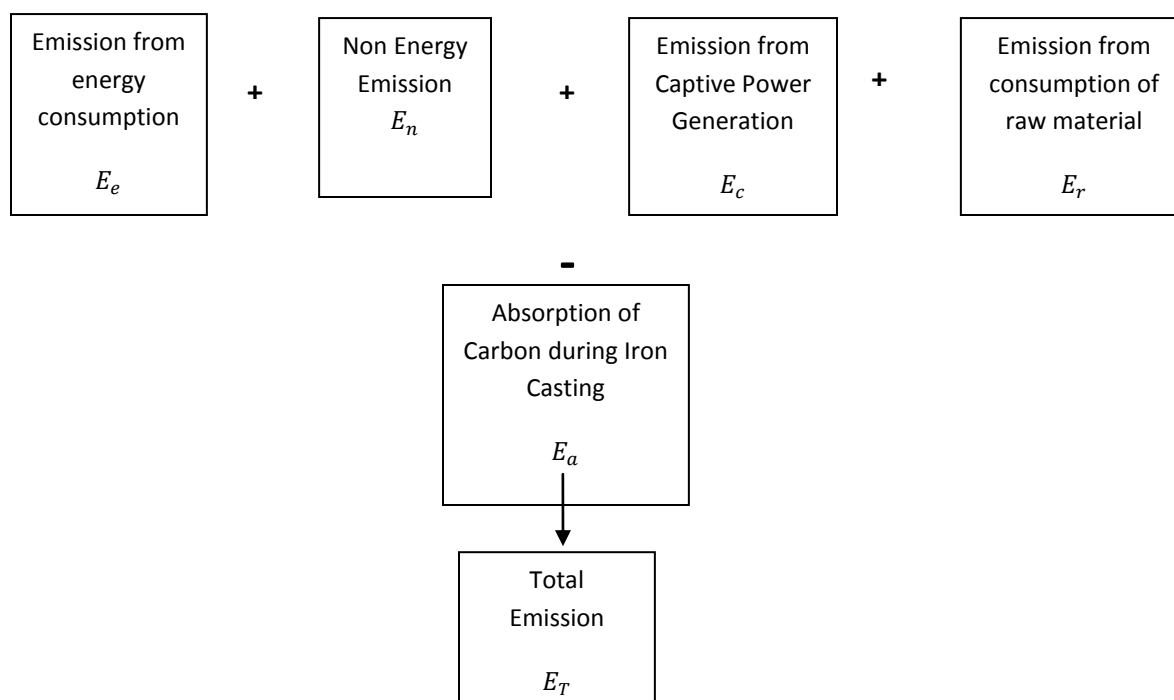 Emission from
energy
consumption
E_e
+
Non Energy
Emission
E_n
+
Emission from
Captive Power
Generation
E_c
+
Emission from
consumption of
raw material
E_r
-
Absorption of
Carbon during Iron
Casting
E_a
Total
Emission
E_T